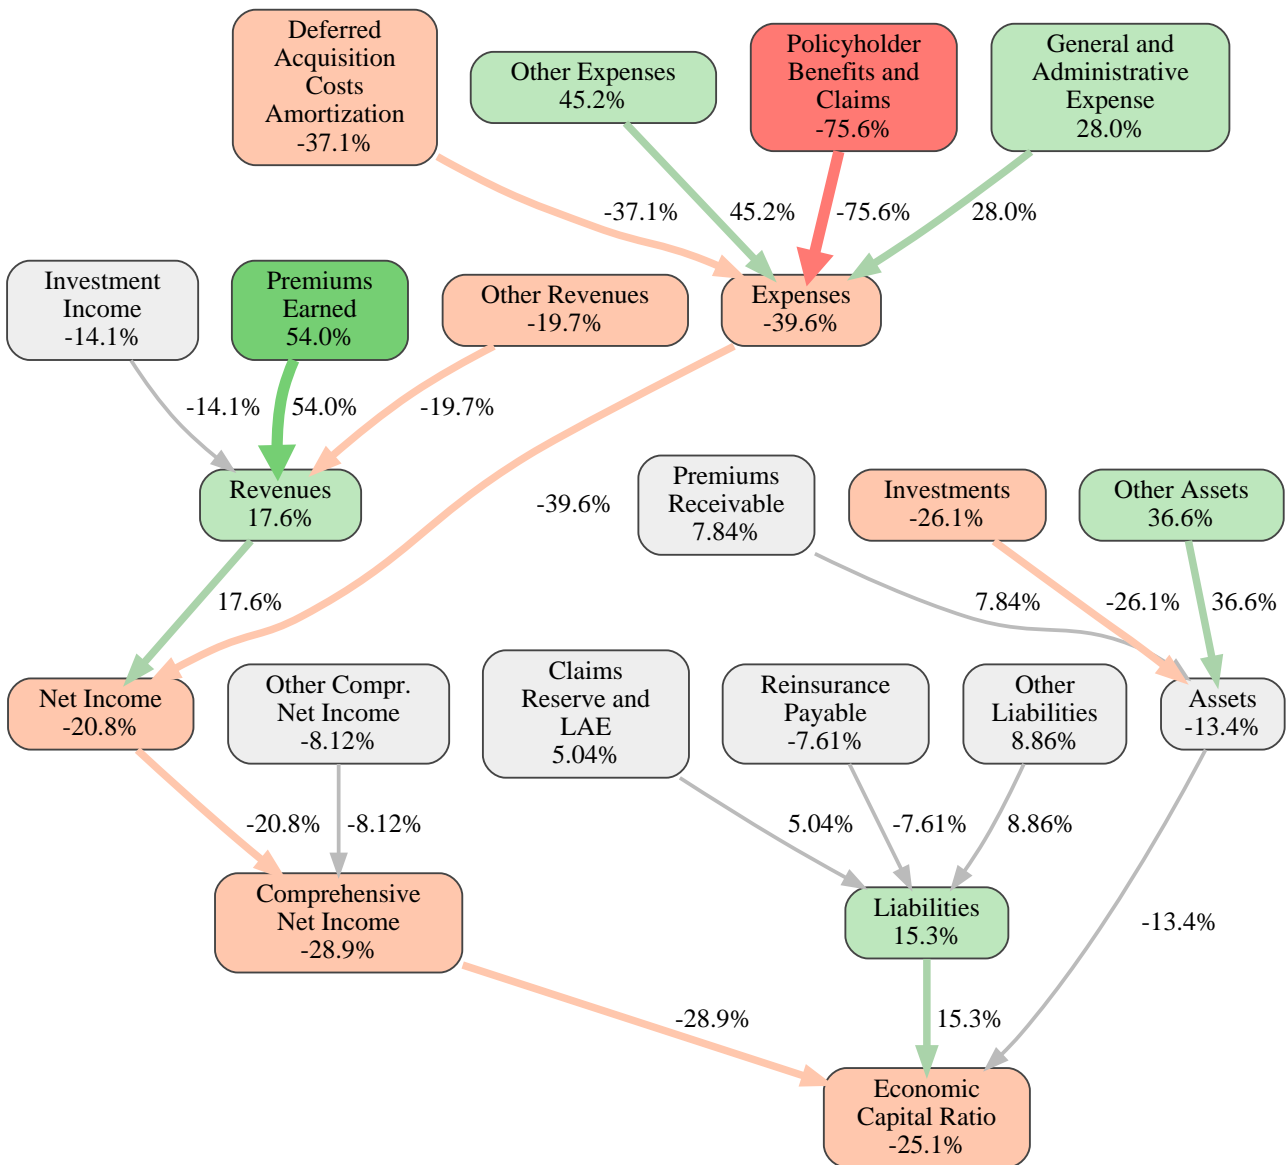 Deferred
Acquisition
Costs
Amortization
-37.1%
Other Expenses
45.2%
Policyholder
Benefits and
Claims
-75.6%
General and
Administrative
Expense
28.0%
-37.1%
45.2%
-75.6%
28.0%
Investment
Income
-14.1%
Premiums
Earned
54.0%
Other Revenues
-19.7%
Expenses
-39.6%
-14.1%
54.0%
-19.7%
Revenues
17.6%
-39.6%
Premiums
Receivable
7.84%
Investments
-26.1%
Other Assets
36.6%
17.6%
7.84%
-26.1%
36.6%
Net Income
-20.8%
Other Compr.
Net Income
-8.12%
Claims
Reserve and
LAE
5.04%
Reinsurance
Payable
-7.61%
Other
Liabilities
8.86%
Assets
-13.4%
-20.8%
-8.12%
5.04%
-7.61%
8.86%
Comprehensive
Net Income
-28.9%
Liabilities
15.3%
-13.4%
-28.9%
15.3%
Economic
Capital Ratio
-25.1%